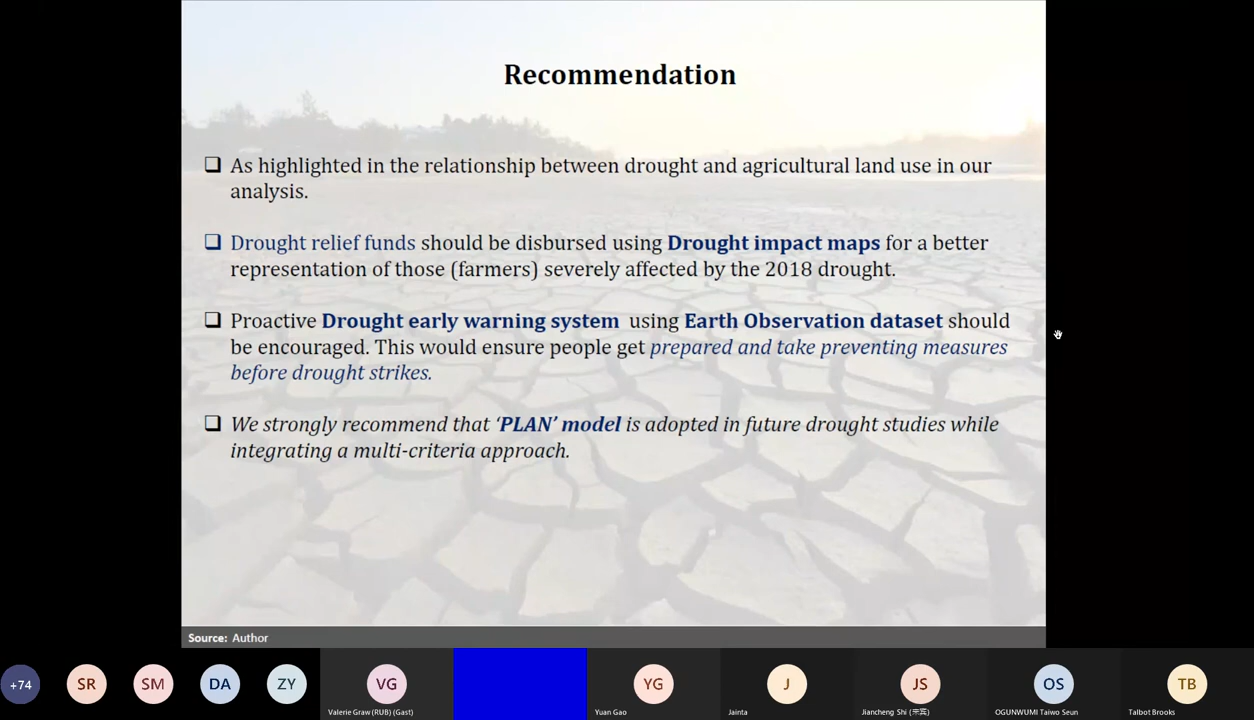 Recommendation
❑ As highlighted in the relationship between drought and agricultural land use in our
analysis.
❑ Drought relief funds should be disbursed using Drought impact maps for a better
representation of those (farmers) severely affected by the 2018 drought.
❑ Proactive Drought early warning system using Earth Observation dataset should
be encouraged. This would ensure people get prepared and take preventing measures
before drought strikes.
❑ We strongly recommend that ‘PLAN’ model is adopted in future drought studies while
integrating a multi-criteria approach.
Source: Author
+74 SR SM DA ZY VG YG J JS OS TB
Valerie Graw (RUB) (Gast) Yuan Gao Jainta Jiancheng Shi (来宾) OGUNWUMI Taiwo Seun Talbot Brooks